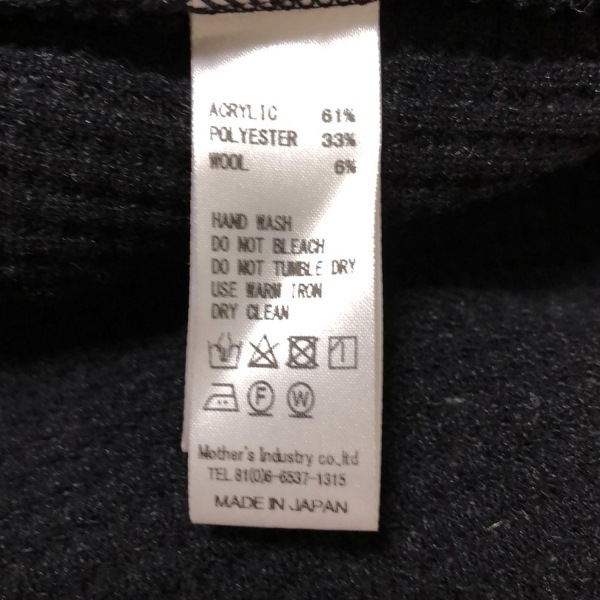 ACRYLIC 61%
POLYESTER 33%
WOOL 6%
HAND WASH
DO NOT BLEACH
DO NOT TUMBLE DRY
USE WARM IRON
DRY CLEAN
F W
Mother's Industry co.,ltd
TEL 81(0)6-6537-1315
MADE IN JAPAN